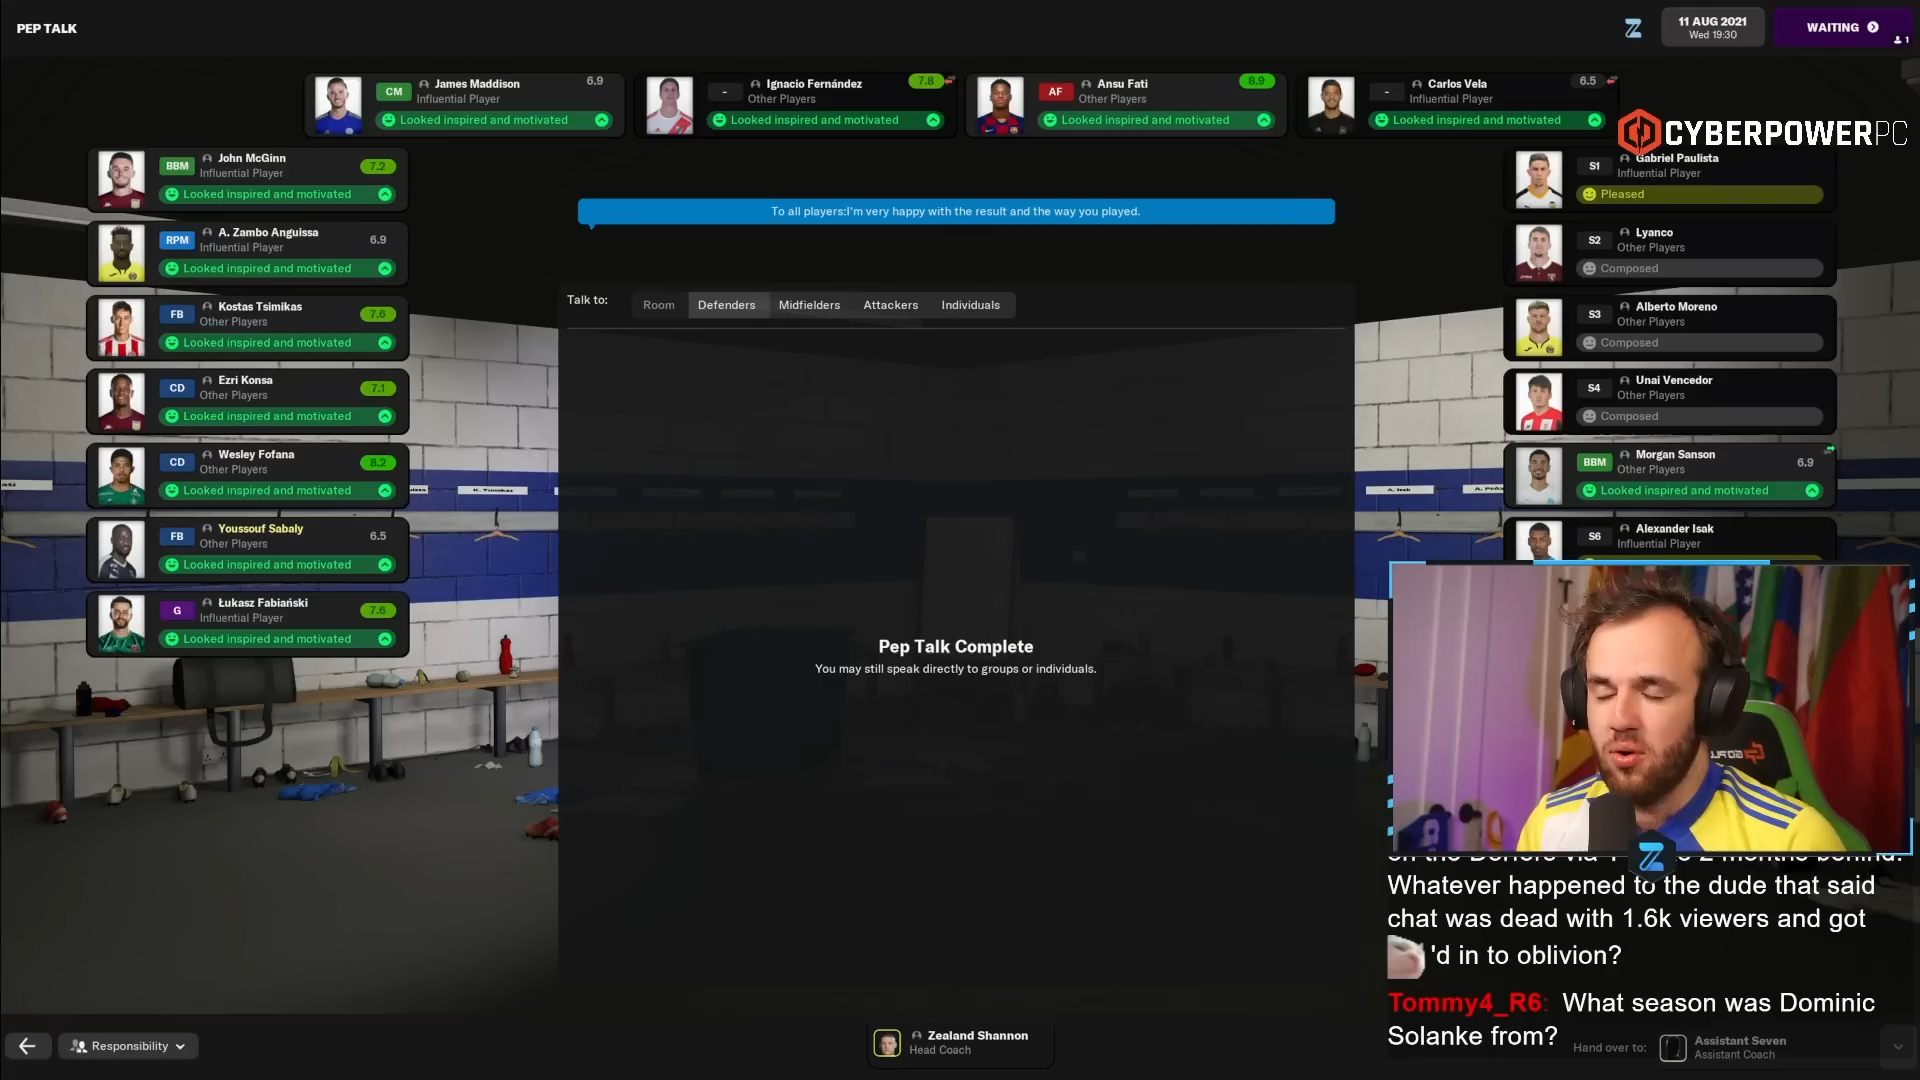 PEP TALK
11 AUG 2021
Wed 19:30
WAITING
1
CM
James Maddison
6.9
Influential Player
Looked inspired and motivated
-
Ignacio Fernández
7.8
Other Players
Looked inspired and motivated
AF
Ansu Fati
8.9
Other Players
Looked inspired and motivated
-
Carlos Vela
6.5
Influential Player
Looked inspired and motivated
CYBERPOWERPC
BBM
John McGinn
7.2
Influential Player
Looked inspired and motivated
RPM
A. Zambo Anguissa
6.9
Influential Player
Looked inspired and motivated
FB
Kostas Tsimikas
7.6
Other Players
Looked inspired and motivated
CD
Ezri Konsa
7.1
Other Players
Looked inspired and motivated
CD
Wesley Fofana
8.2
Other Players
Looked inspired and motivated
FB
Youssouf Sabaly
6.5
Other Players
Looked inspired and motivated
G
Łukasz Fabiański
7.6
Influential Player
Looked inspired and motivated
To all players:I'm very happy with the result and the way you played.
Talk to:
Room
Defenders
Midfielders
Attackers
Individuals
Pep Talk Complete
You may still speak directly to groups or individuals.
S1
Gabriel Paulista
Influential Player
Pleased
S2
Lyanco
Other Players
Composed
S3
Alberto Moreno
Other Players
Composed
S4
Unai Vencedor
Other Players
Composed
BBM
Morgan Sanson
6.9
Other Players
Looked inspired and motivated
S6
Alexander Isak
Influential Player
K. Tsimikas
A. Isak
Whatever happened to the dude that said
chat was dead with 1.6k viewers and got
'd in to oblivion?
Tommy4_R6: What season was Dominic
Solanke from?
Responsibility
Zealand Shannon
Head Coach
Hand over to:
Assistant Seven
Assistant Coach